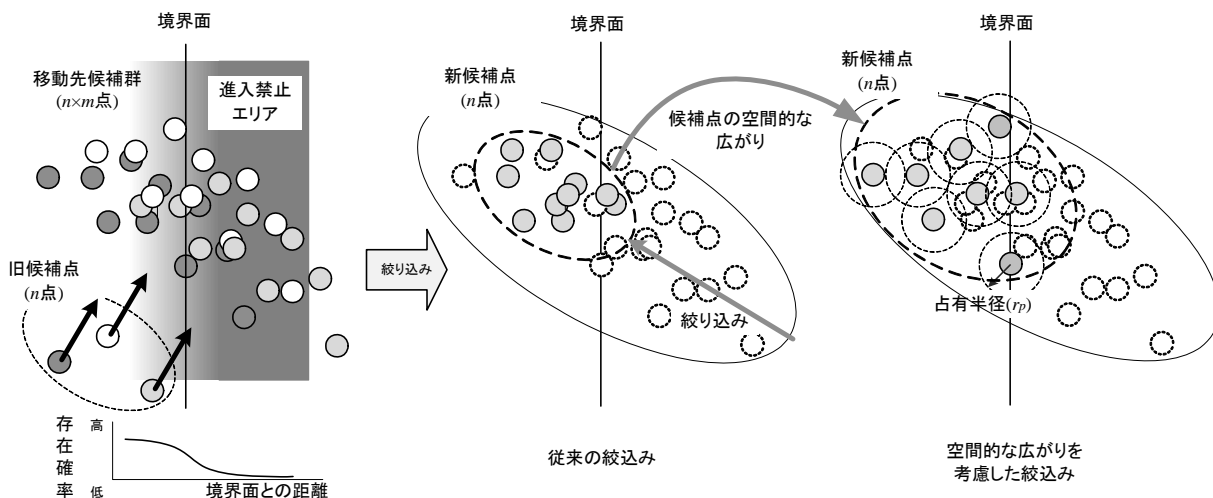 境界面
移動先候補群
(n×m点)
進入禁止
エリア
旧候補点
(n点)
存在確率
高
低
境界面との距離
絞り込み
境界面
新候補点
(n点)
候補点の空間的な
広がり
絞り込み
従来の絞込み
境界面
新候補点
(n点)
占有半径(rp)
空間的な広がりを
考慮した絞込み